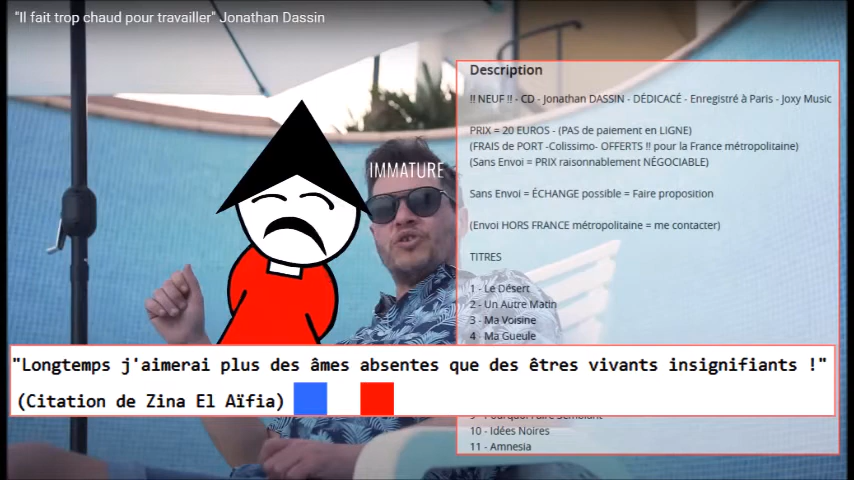 "Il fait trop chaud pour travailler" Jonathan Dassin
Description
!! NEUF !! - CD - Jonathan DASSIN - DÉDICACÉ - Enregistré à Paris - Joxy Music
PRIX = 20 EUROS - (PAS de paiement en LIGNE)
(FRAIS de PORT -Colissimo- OFFERTS !! pour la France métropolitaine)
(Sans Envoi = PRIX raisonnablement NÉGOCIABLE)
Sans Envoi = ÉCHANGE possible = Faire proposition
(Envoi HORS FRANCE métropolitaine = me contacter)
TITRES
1 - Le Désert
2 - Un Autre Matin
3 - Ma Voisine
4 - Ma Gueule
IMMATURE
"Longtemps j'aimerai plus des âmes absentes que des êtres vivants insignifiants !"
(Citation de Zina El Aïfia)
10 - Idées Noires
11 - Amnesia